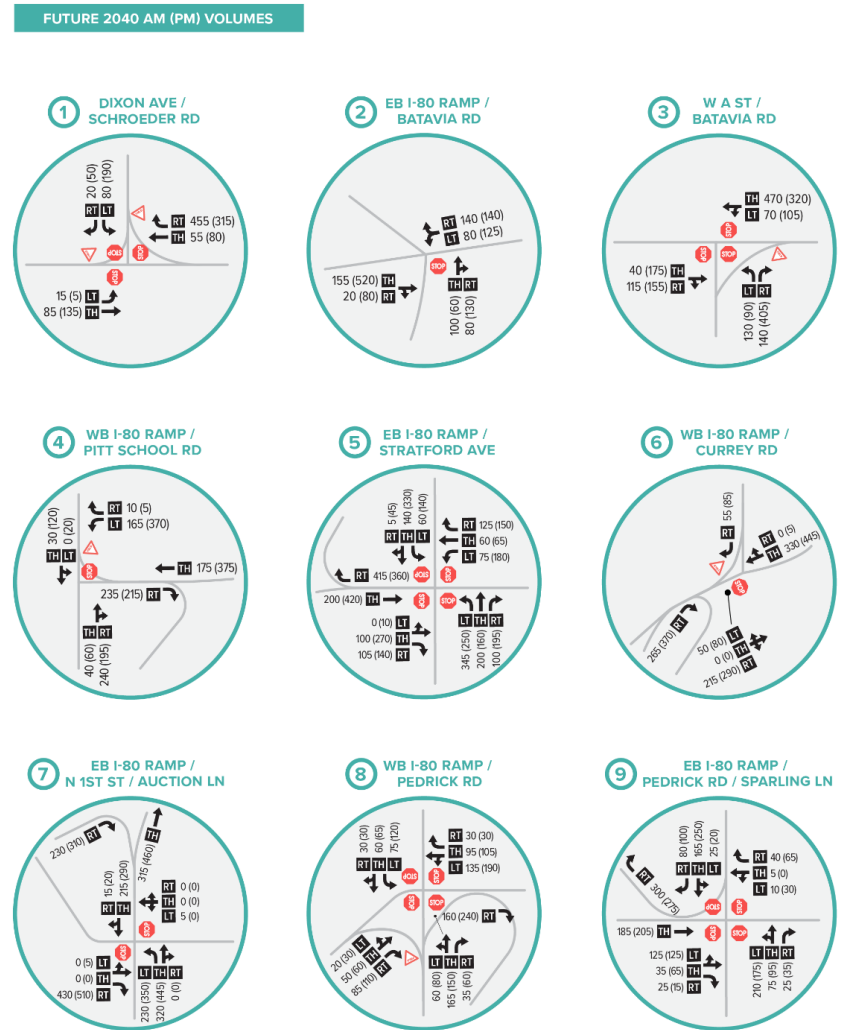 FUTURE 2040 AM (PM) VOLUMES
1
DIXON AVE /
SCHROEDER RD
20 (50)
80 (190)
RT LT
RT 455 (315)
TH 55 (80)
STOP
STOP
STOP
15 (5) LT
85 (135) TH
2
EB I-80 RAMP /
BATAVIA RD
RT 140 (140)
LT 80 (125)
STOP
155 (520) TH
20 (80) RT
TH RT
100 (60)
80 (130)
3
W A ST /
BATAVIA RD
TH 470 (320)
LT 70 (105)
STOP
STOP
STOP
40 (175) TH
115 (155) RT
LT RT
130 (90)
140 (405)
4
WB I-80 RAMP /
PITT SCHOOL RD
30 (120)
0 (20)
TH LT
RT 10 (5)
LT 165 (370)
STOP
TH 175 (375)
235 (215) RT
TH RT
40 (60)
240 (195)
5
EB I-80 RAMP /
STRATFORD AVE
5 (45)
140 (330)
60 (140)
RT TH LT
RT 125 (150)
TH 60 (65)
LT 75 (180)
RT 415 (360)
STOP
STOP
200 (420) TH
STOP
STOP
0 (10) LT
100 (270) TH
105 (140) RT
LT TH RT
345 (250)
200 (160)
100 (195)
6
WB I-80 RAMP /
CURREY RD
55 (85)
RT
RT 0 (5)
TH 330 (445)
STOP
265 (370) RT
50 (80) LT
0 (0) TH
215 (290) RT
7
EB I-80 RAMP /
N 1ST ST / AUCTION LN
230 (310) RT
TH
315 (460)
15 (20)
215 (290)
RT TH
RT 0 (0)
TH 0 (0)
LT 5 (0)
STOP
STOP
0 (5) LT
0 (0) TH
430 (510) RT
LT TH RT
230 (350)
320 (445)
0 (0)
8
WB I-80 RAMP /
PEDRICK RD
30 (30)
60 (65)
75 (120)
RT TH LT
RT 30 (30)
TH 95 (105)
LT 135 (190)
STOP
STOP
STOP
STOP
160 (240) RT
20 (30) LT
50 (60) TH
85 (110) RT
LT TH RT
60 (80)
165 (150)
35 (60)
9
EB I-80 RAMP /
PEDRICK RD / SPARLING LN
80 (100)
165 (250)
25 (20)
RT TH LT
RT 40 (65)
TH 5 (0)
LT 10 (30)
RT
300 (275)
STOP
STOP
185 (205) TH
STOP
STOP
125 (125) LT
35 (65) TH
25 (15) RT
LT TH RT
210 (175)
75 (95)
25 (35)